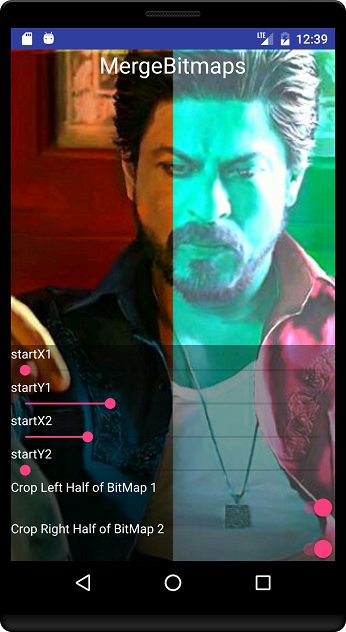 LTE 12:39
MergeBitmaps
startX1
startY1
startX2
startY2
Crop Left Half of BitMap 1
Crop Right Half of BitMap 2